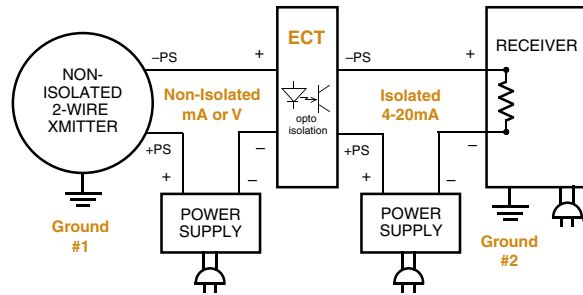 NON-
ISOLATED
2-WIRE
XMITTER
–PS
+
Non-Isolated
mA or V
+PS
–
+
–
POWER
SUPPLY
Ground
#1
ECT
opto
isolation
–PS
+
Isolated
4-20mA
+PS
–
+
–
POWER
SUPPLY
RECEIVER
Ground
#2